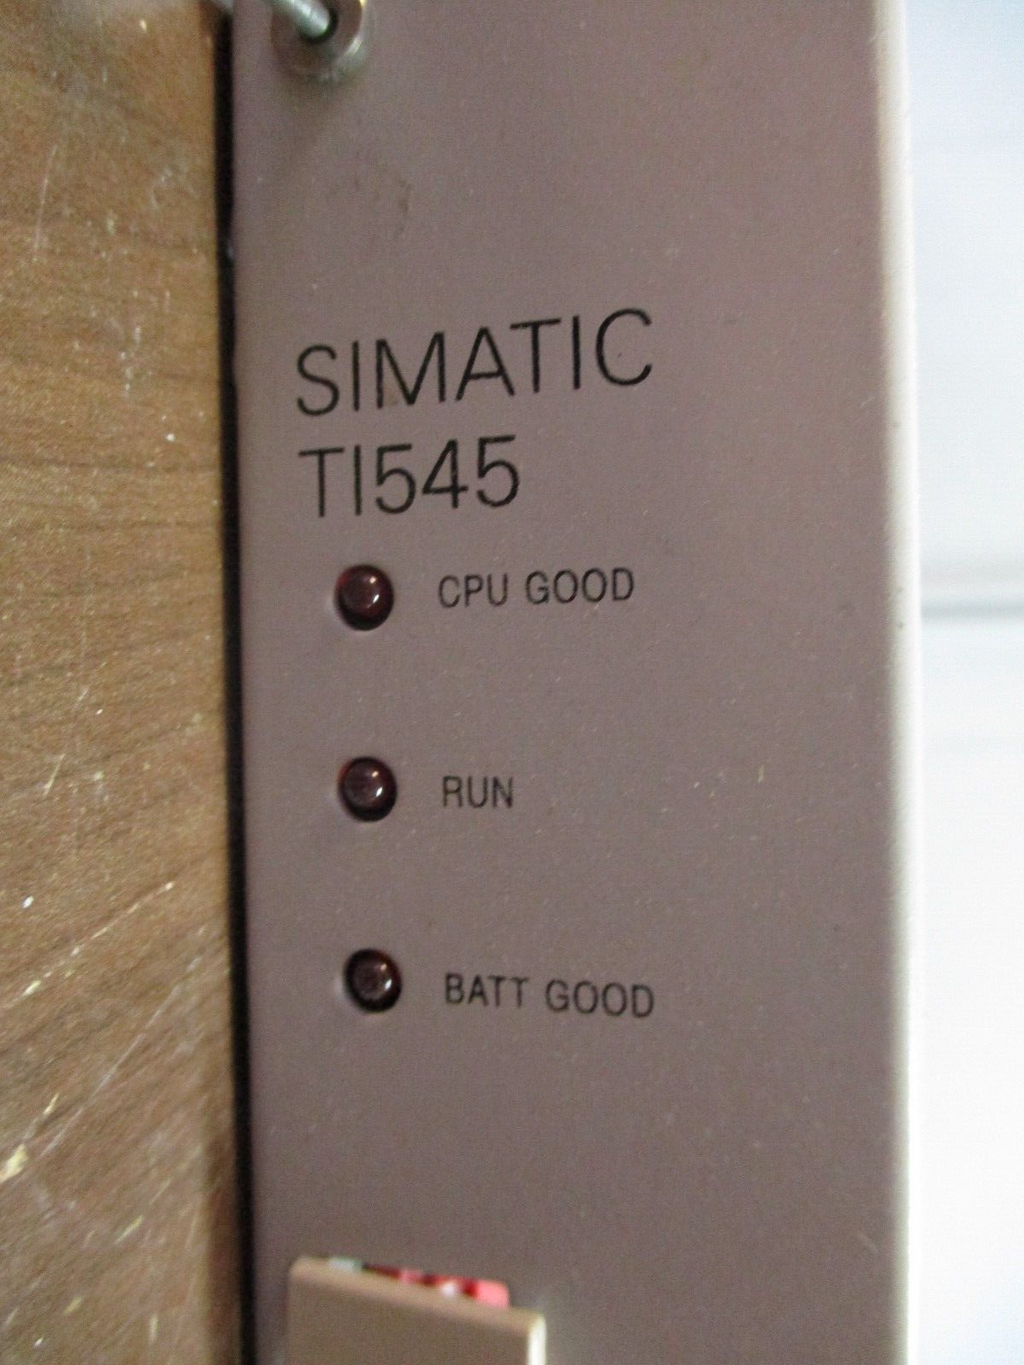 SIMATIC
TI545
CPU GOOD
RUN
BATT GOOD